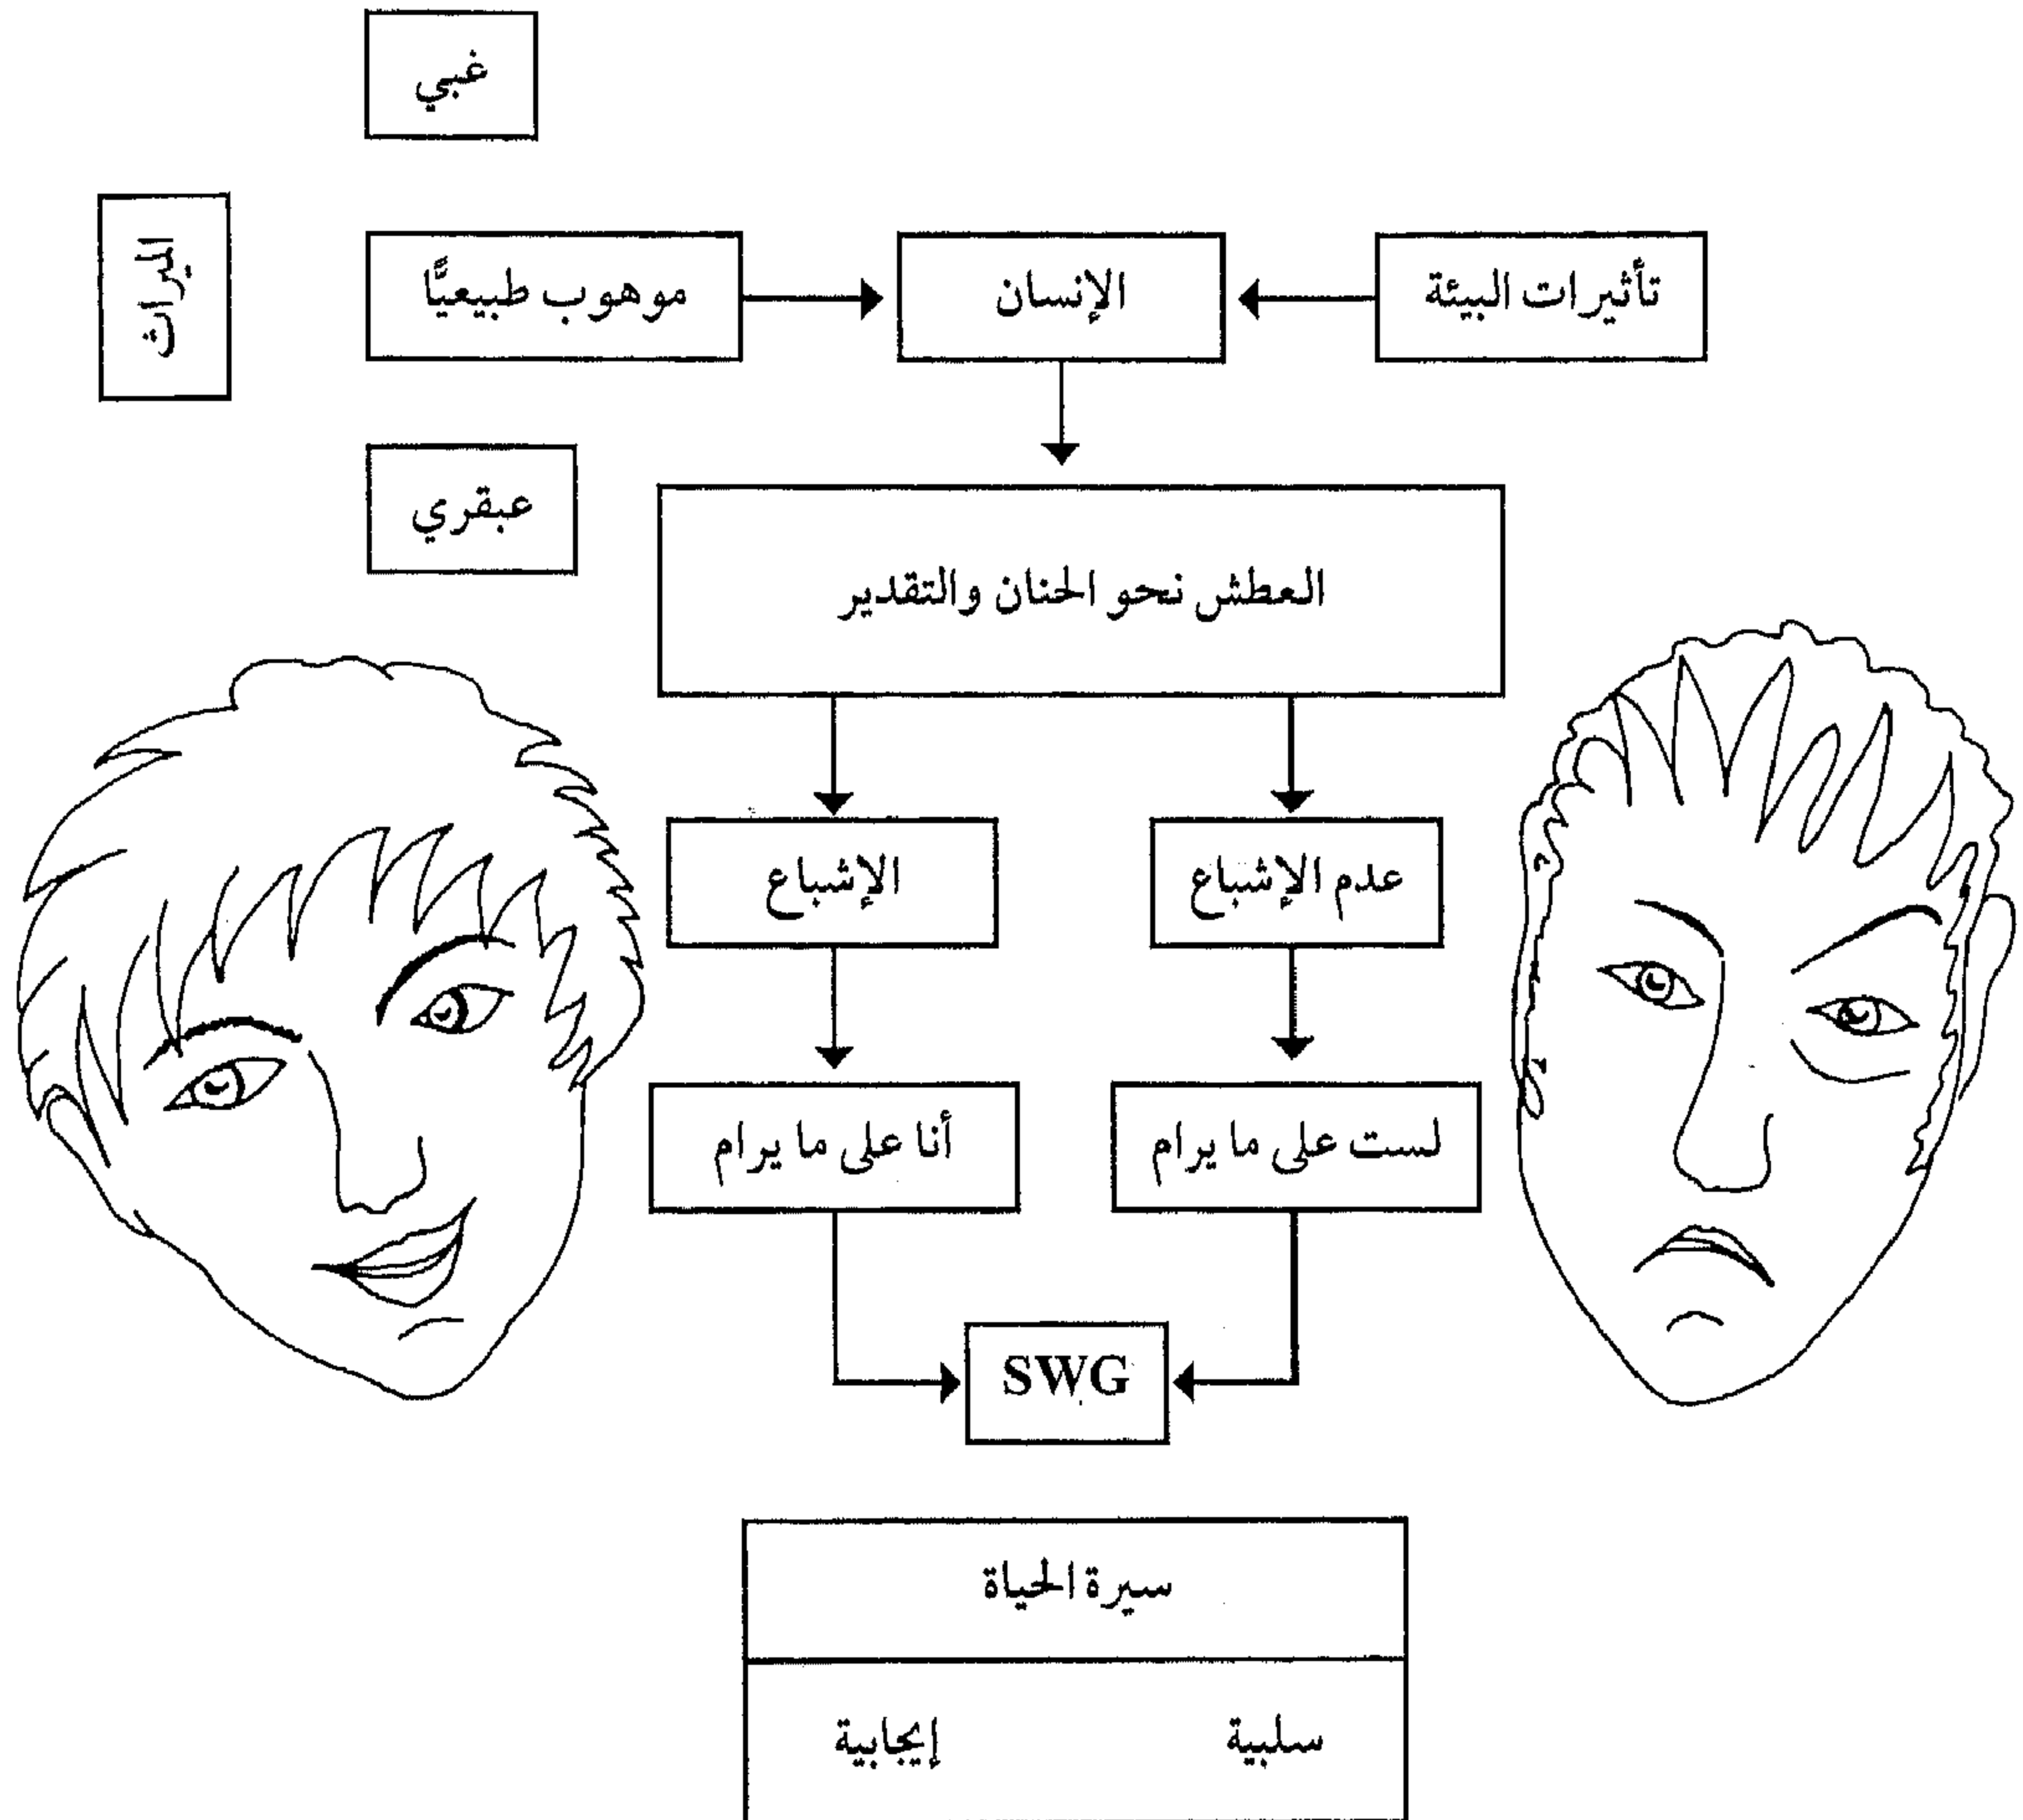 غبي
الميراث
تأثيرات البيئة
الإنسان
موهوب طبيعيًّا
عبقري
العطش نحو الحنان والتقدير
عدم الإشباع
الإشباع
لست على ما يرام
أنا على ما يرام
SWG
سيرة الحياة
سلبية
إيجابية